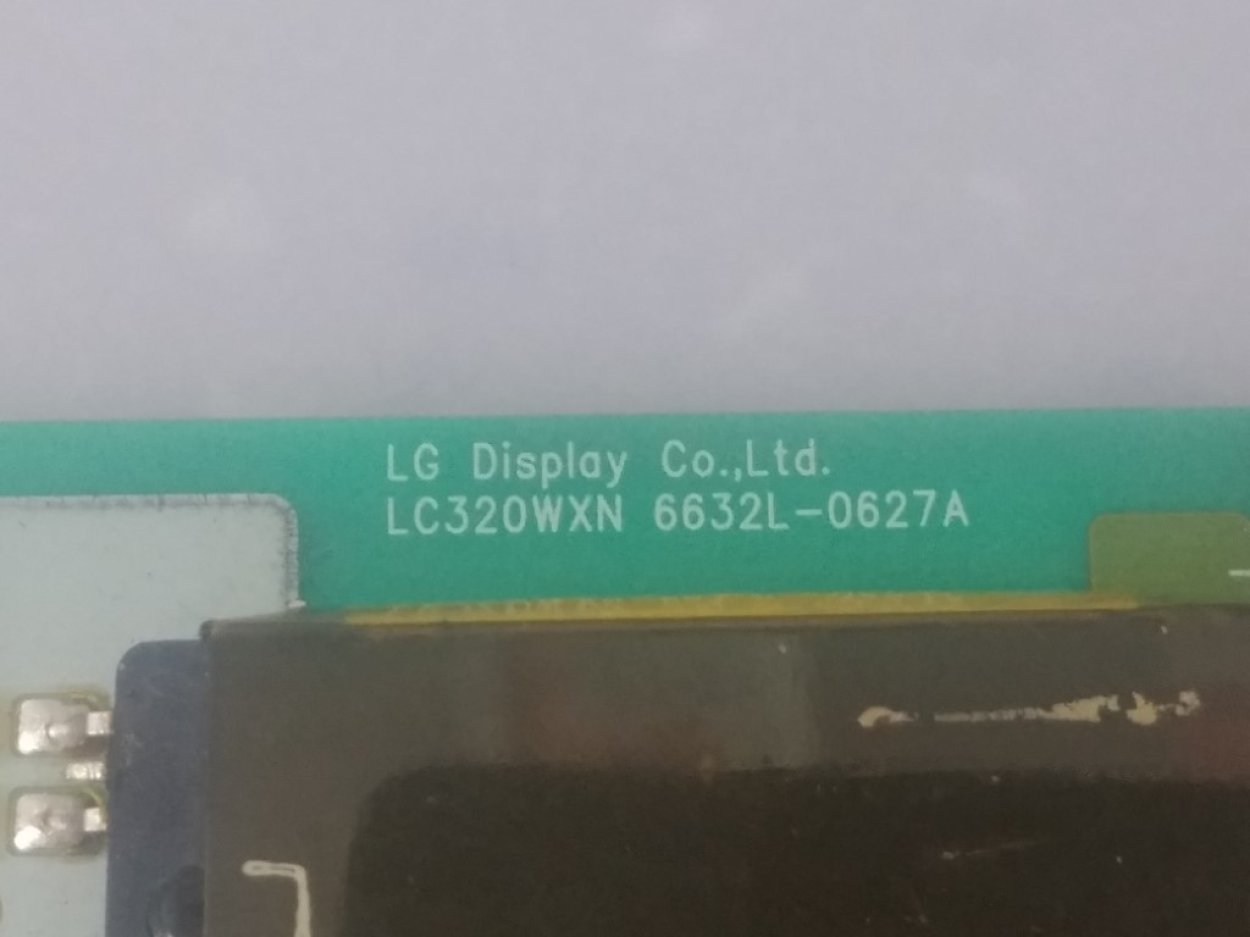 LG Display Co.,Ltd.
LC320WXN 6632L-0627A